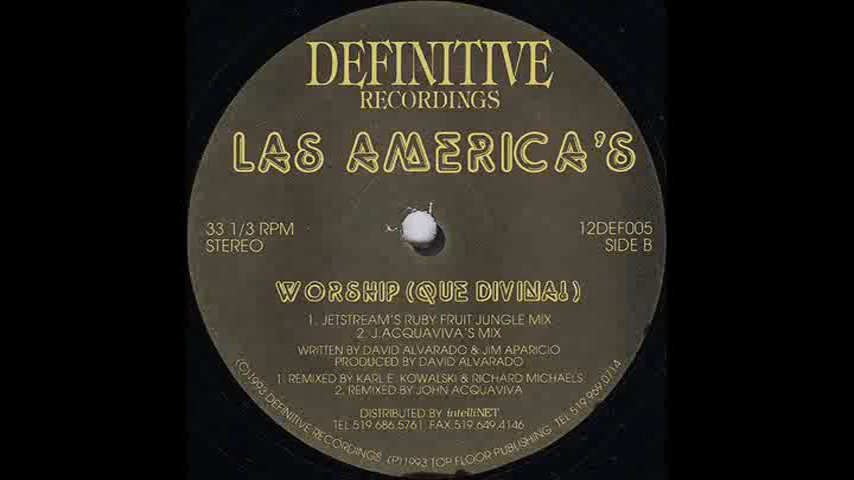 DEFINITIVE
RECORDINGS
LAS AMERICA'S
33 1/3 RPM
STEREO
12DEF005
SIDE B
WORSHIP (QUE DIVINAS)
1. JETSTREAM'S RUBY FRUIT JUNGLE MIX
2. J.ACQUAVIVA'S MIX
WRITTEN BY DAVID ALVARADO & JIM APARICIO
PRODUCED BY DAVID ALVARADO
1. REMIXED BY KARL E. KOWALSKI & RICHARD MICHAELS
2. REMIXED BY JOHN ACQUAVIVA
DISTRIBUTED BY intelliNET
TEL.519.686.5761, FAX.519.649.4146
(C)1993 DEFINITIVE RECORDINGS (P)1993 TOP FLOOR PUBLISHING TEL. 519.969.0714